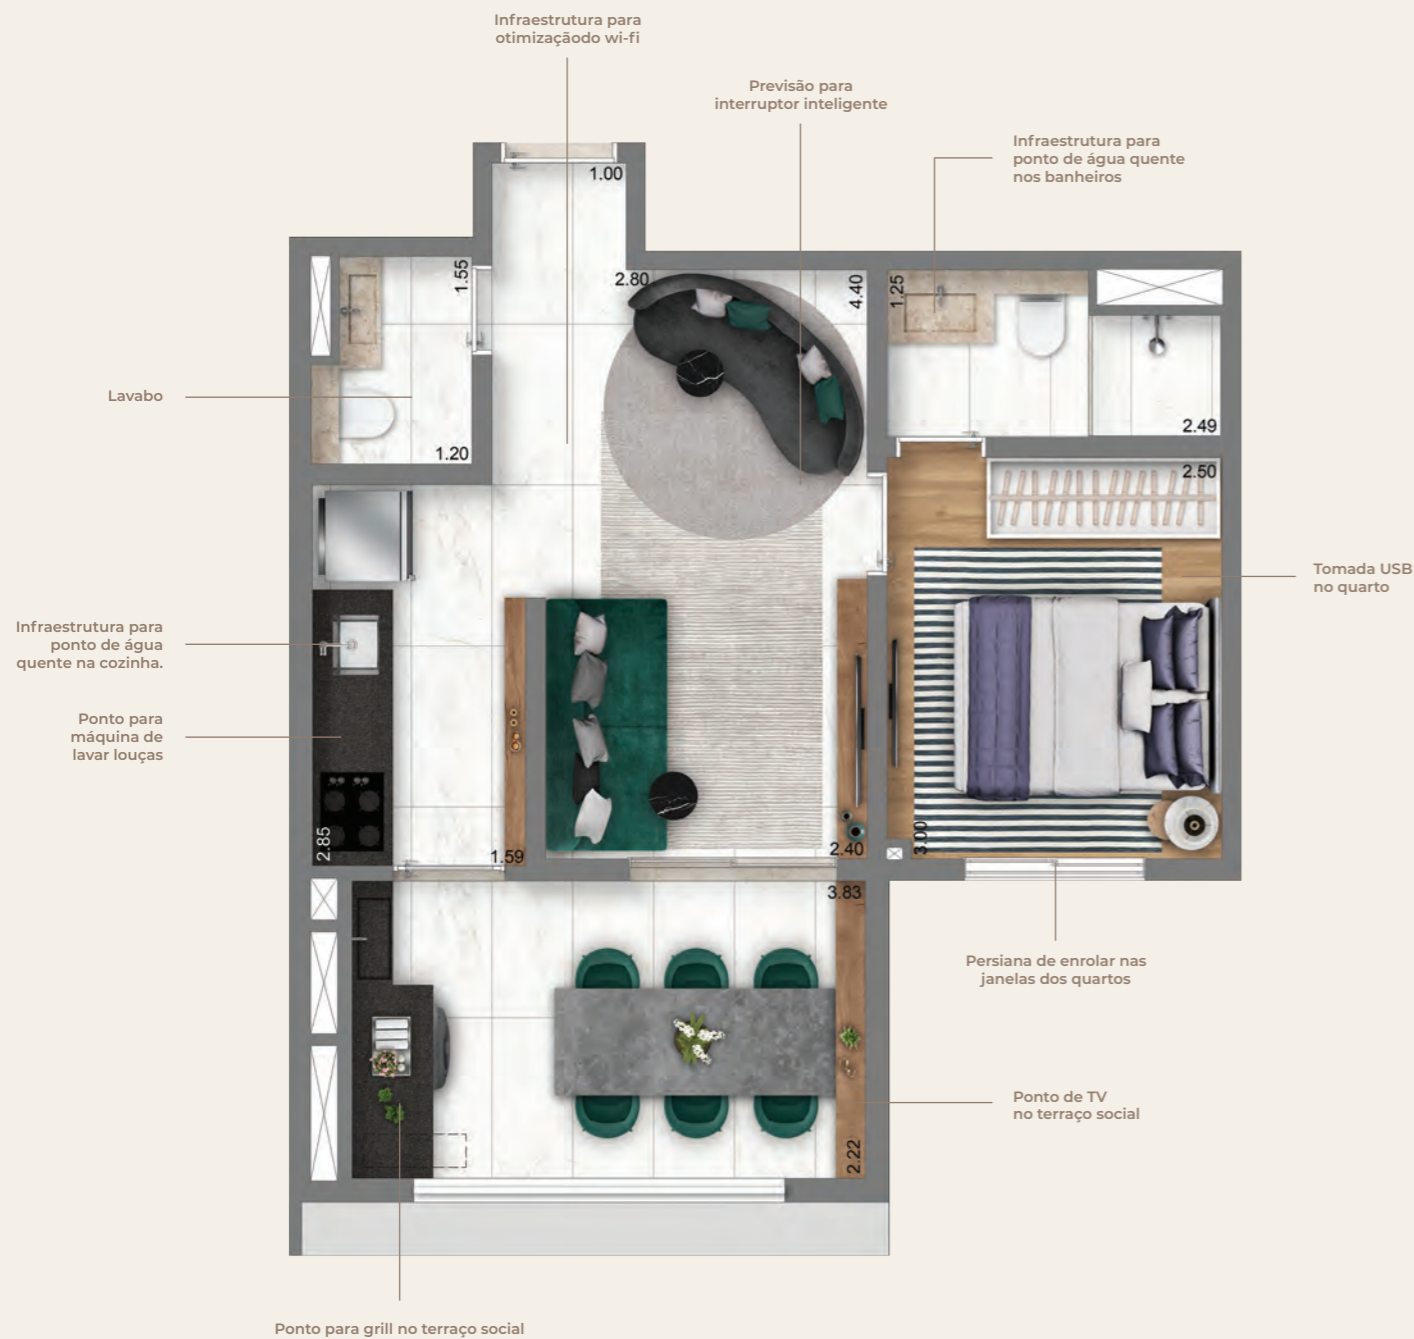 Infraestrutura para
otimizaçãodo wi-fi
Previsão para
interruptor inteligente
Infraestrutura para
ponto de água quente
nos banheiros
1.00
1.55
2.80
4.40
1.25
Lavabo
1.20
2.49
2.50
Tomada USB
no quarto
Infraestrutura para
ponto de água
quente na cozinha.
Ponto para
máquina de
lavar louças
2.85
1.59
2.40
3.00
3.83
Persiana de enrolar nas
janelas dos quartos
Ponto de TV
no terraço social
2.22
Ponto para grill no terraço social